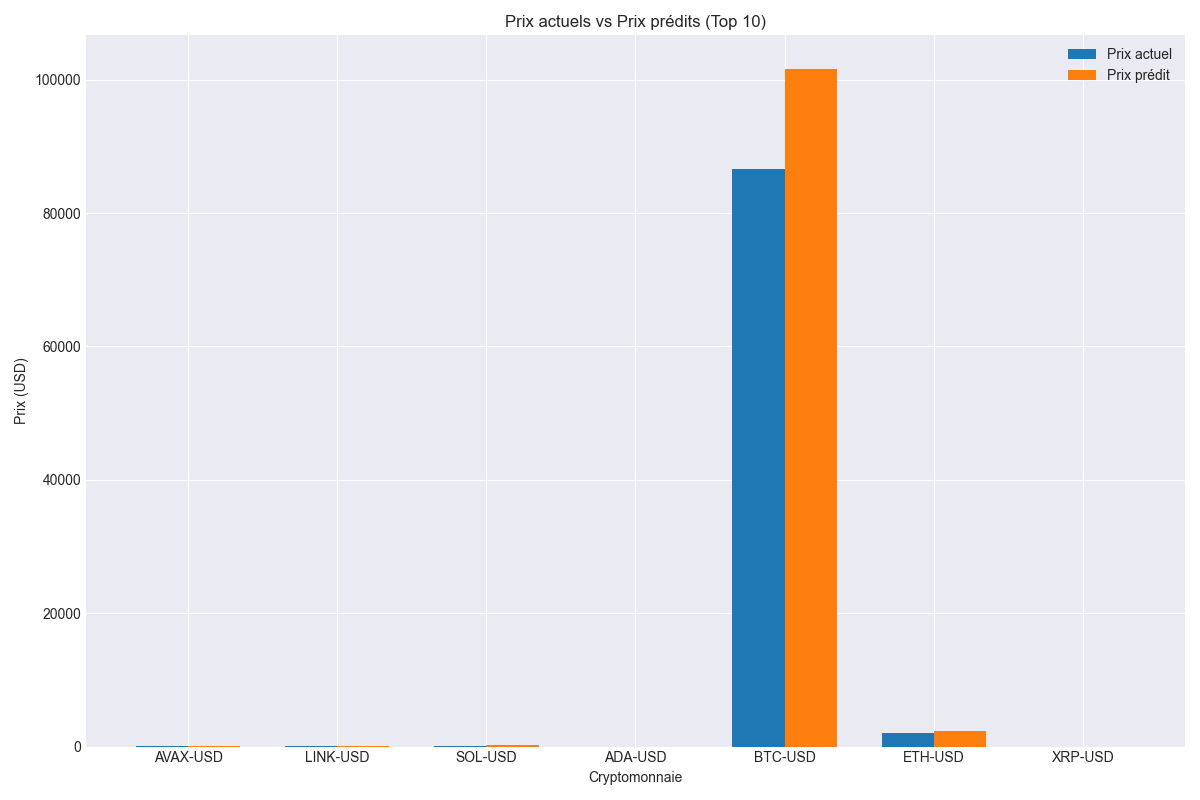 Prix actuels vs Prix prédits (Top 10)
Prix actuel
Prix prédit
100000
80000
60000
40000
20000
0
Prix (USD)
AVAX-USD
LINK-USD
SOL-USD
ADA-USD
BTC-USD
ETH-USD
XRP-USD
Cryptomonnaie